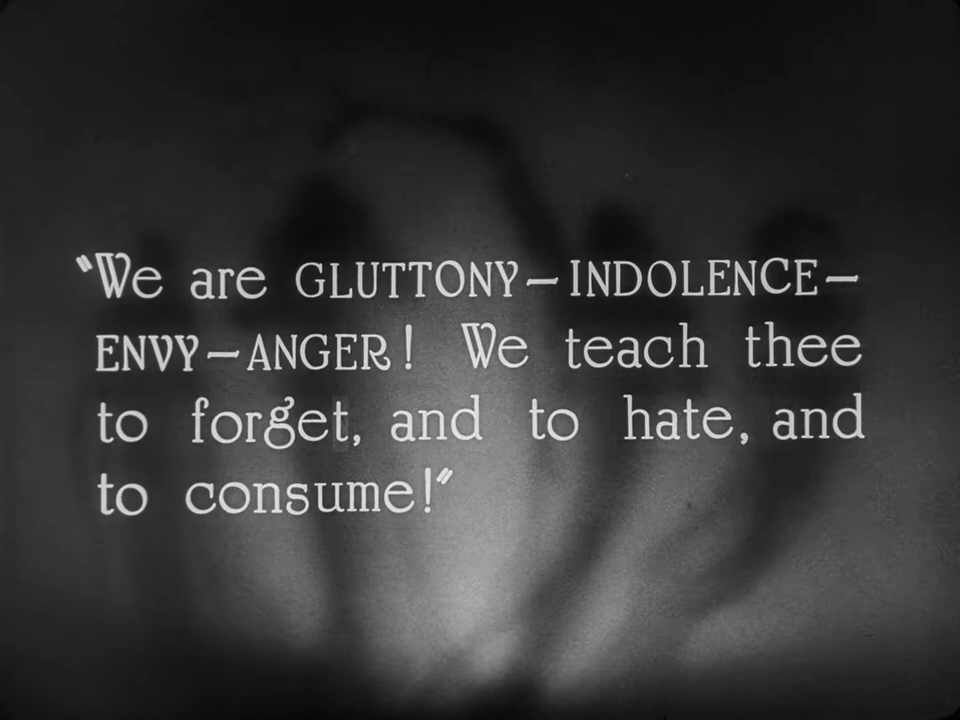 "We are GLUTTONY—INDOLENCE—
ENVY—ANGER! We teach thee
to forget, and to hate, and
to consume!"